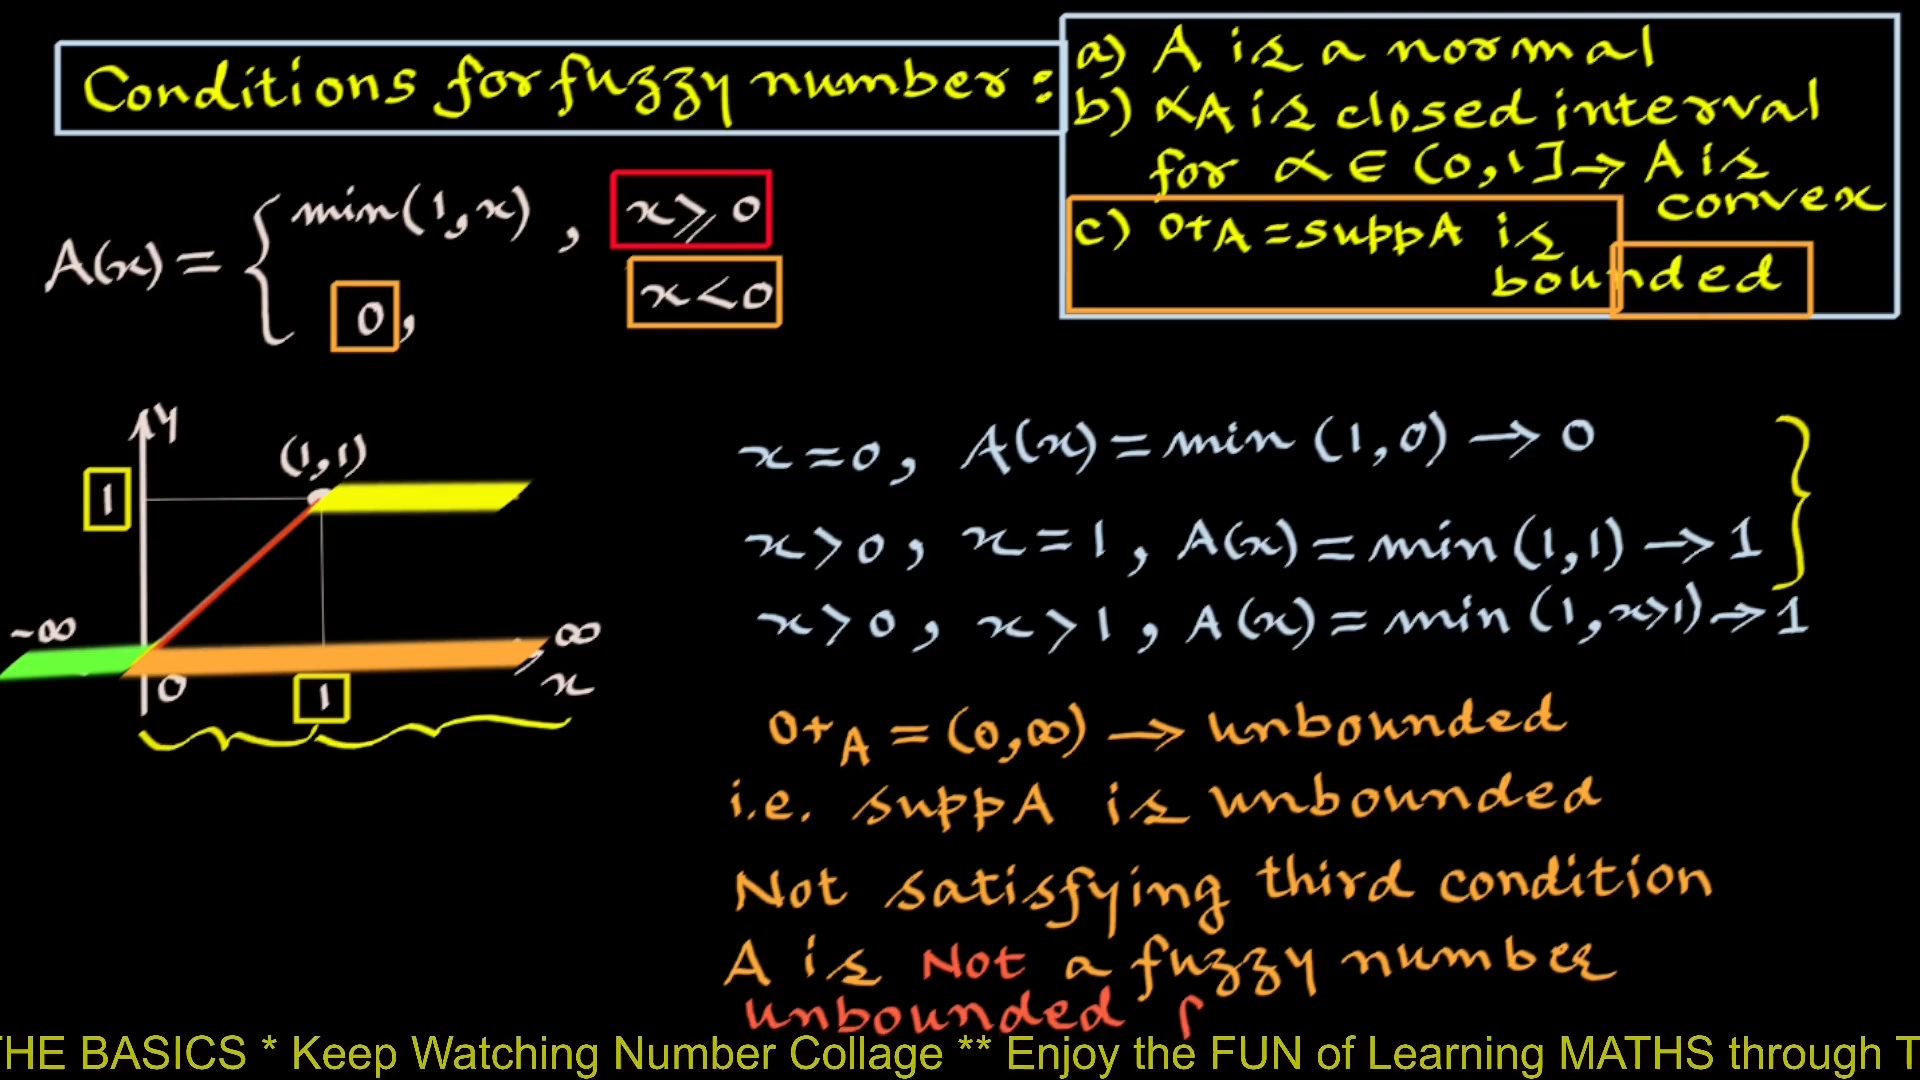 Conditions for fuzzy number :
a) A is a normal
b) αA is closed interval
for α ∈ (0,1] → A is
convex
c) 0+A = supp A is
bounded
A(x) = { min(1,x) , x ⩾ 0
0, x < 0
y
(1,1)
1
-∞ ∞
0 1 x
x=0, A(x) = min (1,0) → 0
x>0, x=1, A(x) = min (1,1) → 1 }
x>0, x>1, A(x) = min (1,x>1) → 1
0+A = (0,∞) → unbounded
i.e. supp A is unbounded
Not satisfying third condition
A is Not a fuzzy number
unbounded
THE BASICS * Keep Watching Number Collage ** Enjoy the FUN of Learning MATHS through T